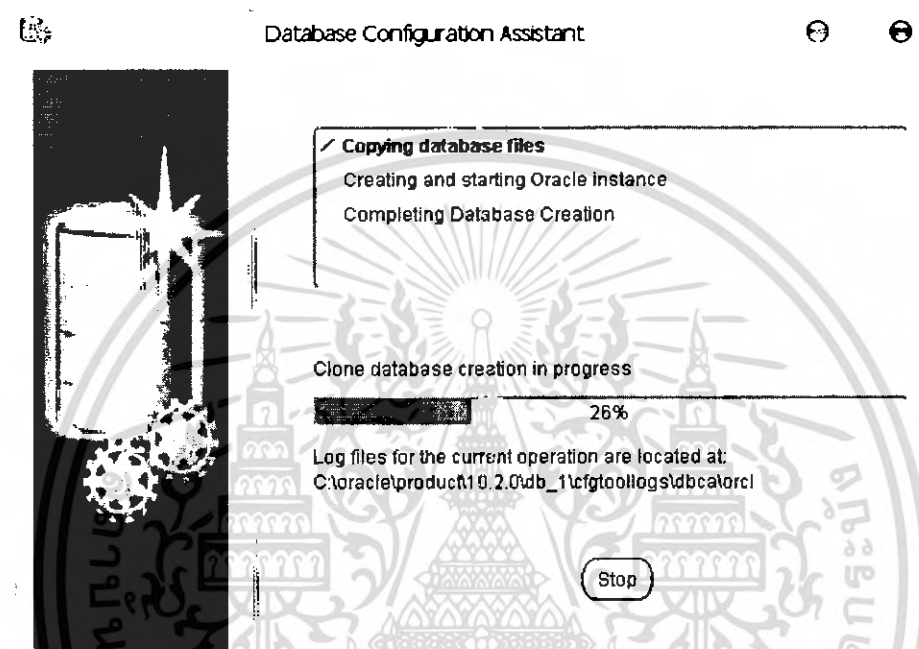 Database Configuration Assistant
Copying database files
Creating and starting Oracle instance
Completing Database Creation
Clone database creation in progress
26%
Log files for the current operation are located at:
C:\oracle\product\10.2.0\db_1\cfgtoollogs\dbca\orcl
Stop